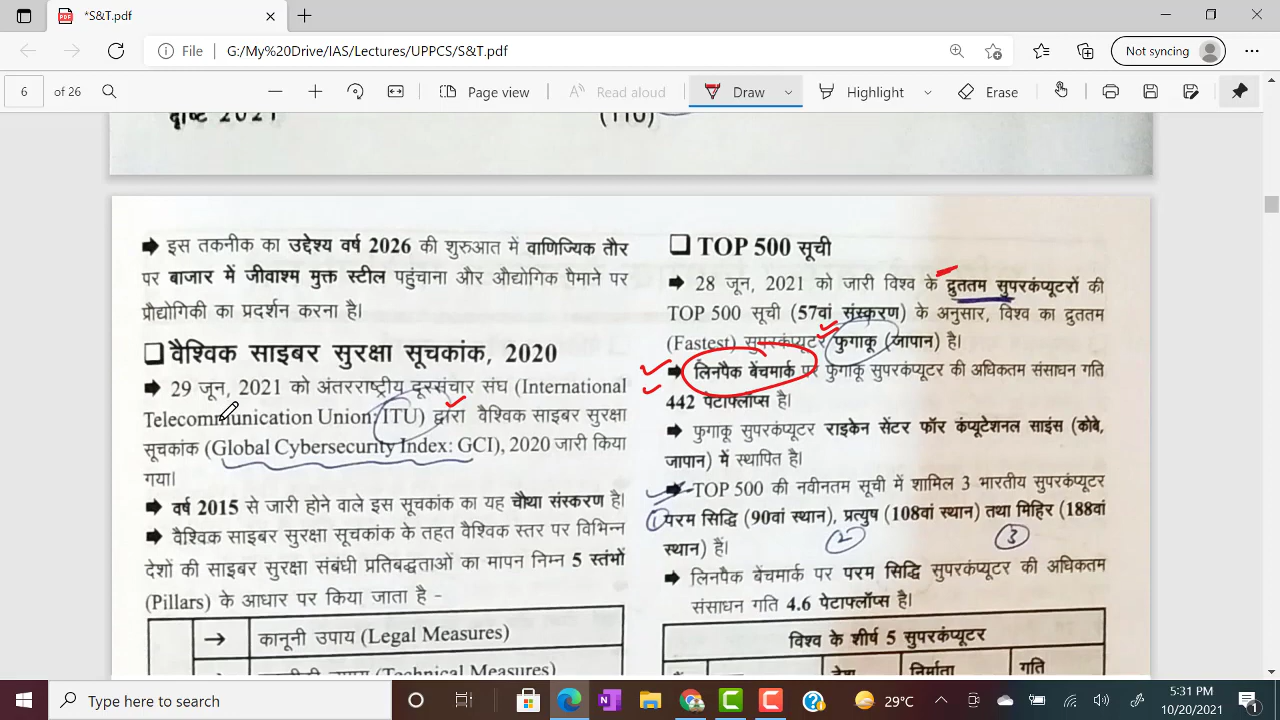 *S&T.pdf
File
G:/My%20Drive/IAS/Lectures/UPPCS/S&T.pdf
Not syncing
6 of 26
Page view
Read aloud
Draw
Highlight
Erase
दृष्टि 2021
(110)
➡ इस तकनीक का उद्देश्य वर्ष 2026 की शुरुआत में वाणिज्यिक तौर
पर बाजार में जीवाश्म मुक्त स्टील पहुंचाना और औद्योगिक पैमाने पर
प्रौद्योगिकी का प्रदर्शन करना है।
❑ वैश्विक साइबर सुरक्षा सूचकांक, 2020
➡ 29 जून, 2021 को अंतरराष्ट्रीय दूरसंचार संघ (International
Telecommunication Union: ITU) द्वारा वैश्विक साइबर सुरक्षा
सूचकांक (Global Cybersecurity Index: GCI), 2020 जारी किया
गया।
➡ वर्ष 2015 से जारी होने वाले इस सूचकांक का यह चौथा संस्करण है।
➡ वैश्विक साइबर सुरक्षा सूचकांक के तहत वैश्विक स्तर पर विभिन्न
देशों की साइबर सुरक्षा संबंधी प्रतिबद्धताओं का मापन निम्न 5 स्तंभों
(Pillars) के आधार पर किया जाता है -
→ कानूनी उपाय (Legal Measures)
(Technical Measures)
❑ TOP 500 सूची
➡ 28 जून, 2021 को जारी विश्व के द्रुततम सुपरकंप्यूटरों की
TOP 500 सूची (57वां संस्करण) के अनुसार, विश्व का द्रुततम
(Fastest) सुपरकंप्यूटर फुगाकू (जापान) है।
➡ लिनपैक बेंचमार्क पर फुगाकू सुपरकंप्यूटर की अधिकतम संसाधन गति
442 पेटाफ्लॉप्स है।
➡ फुगाकू सुपरकंप्यूटर राइकेन सेंटर फॉर कंप्यूटेशनल साइंस (कोबे,
जापान) में स्थापित है।
➡ TOP 500 की नवीनतम सूची में शामिल 3 भारतीय सुपरकंप्यूटर
① परम सिद्धि (90वां स्थान), प्रत्युष (108वां स्थान) तथा मिहिर (188वां
स्थान) हैं। ② ③
➡ लिनपैक बेंचमार्क पर परम सिद्धि सुपरकंप्यूटर की अधिकतम
संसाधन गति 4.6 पेटाफ्लॉप्स है।
विश्व के शीर्ष 5 सुपरकंप्यूटर
देश निर्माता गति
Type here to search
29°C
5:31 PM
10/20/2021